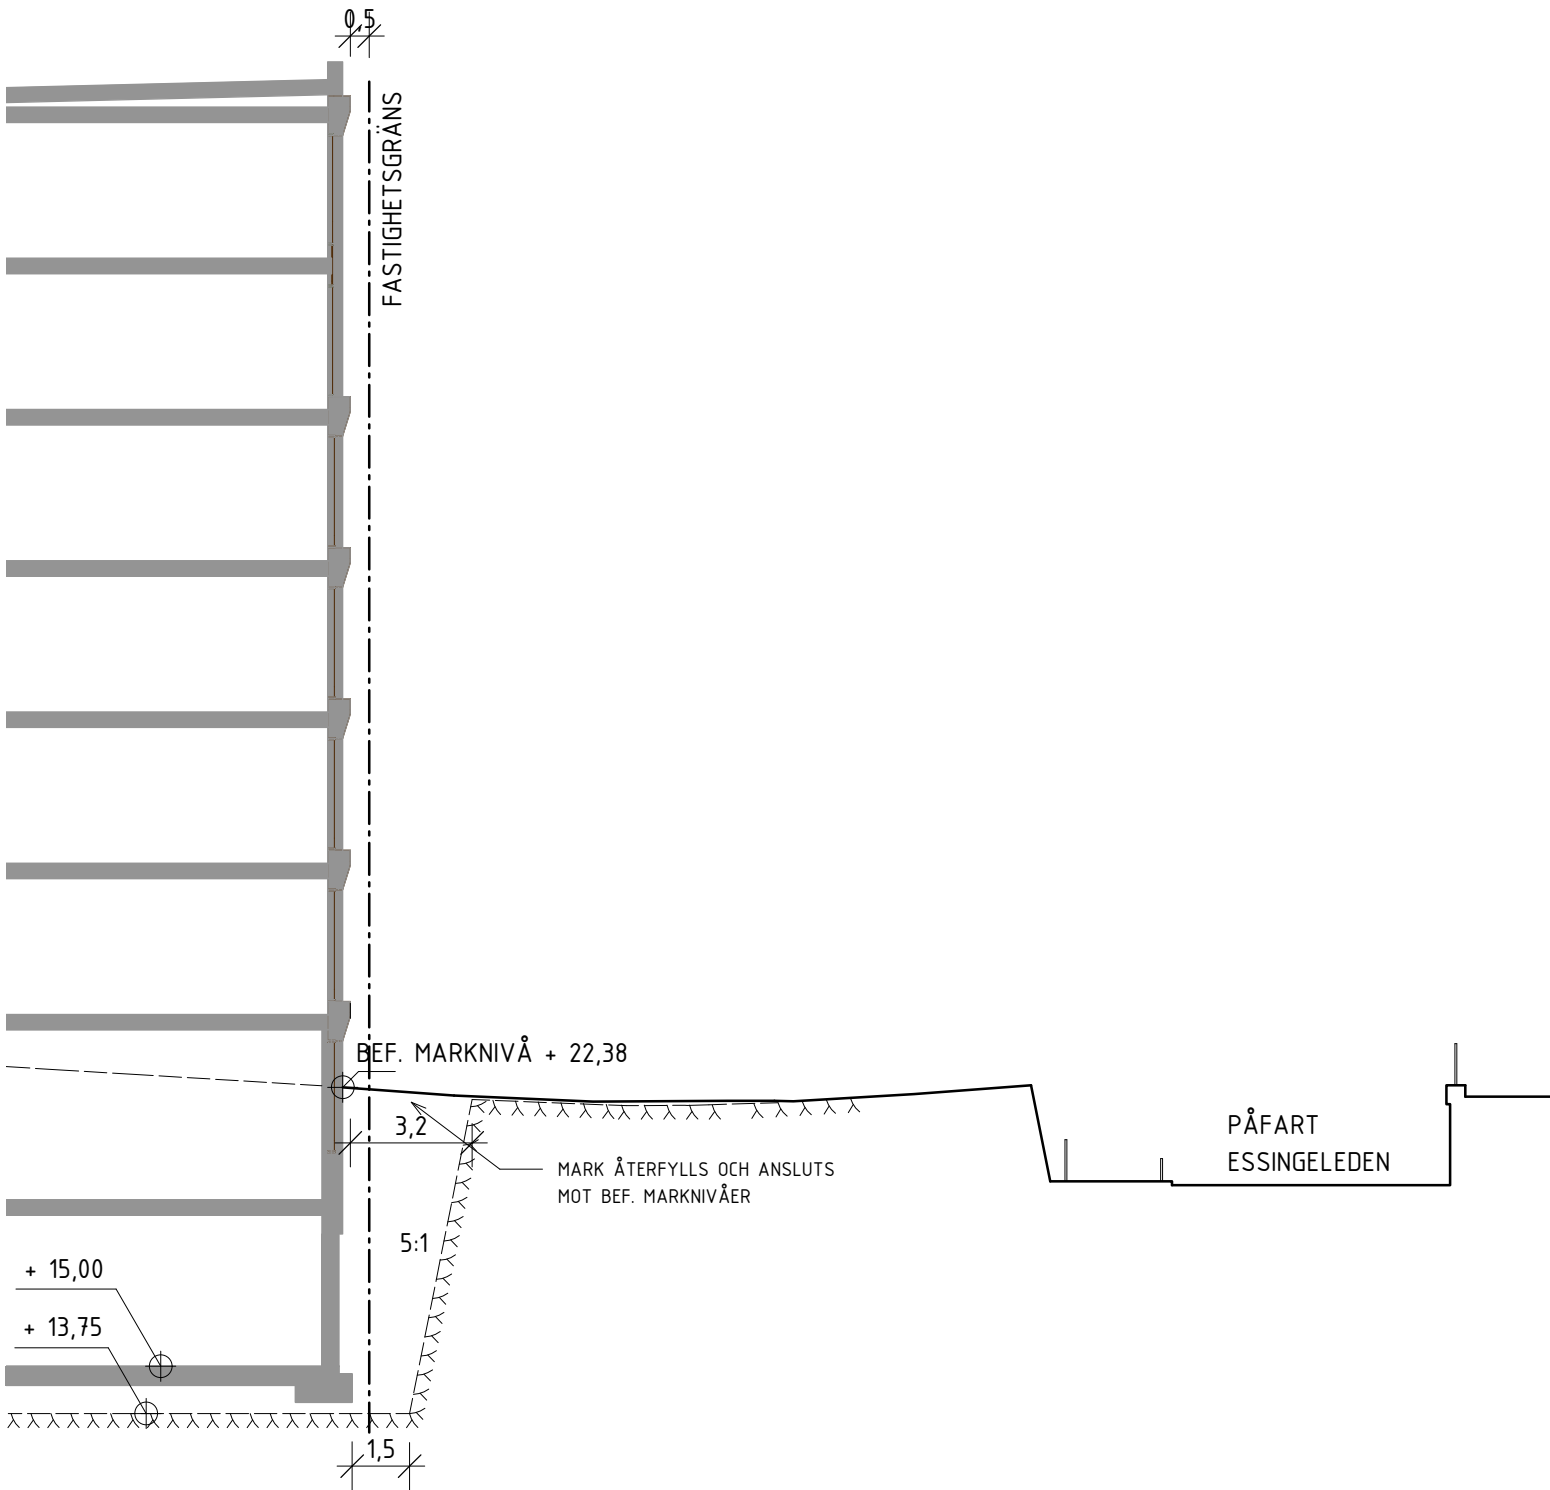 0,5
FASTIGHETSGRÄNS
BEF. MARKNIVÅ + 22,38
3,2
PÅFART
ESSINGELEDEN
MARK ÅTERFYLLS OCH ANSLUTS
MOT BEF. MARKNIVÅER
5:1
+ 15,00
+ 13,75
1,5